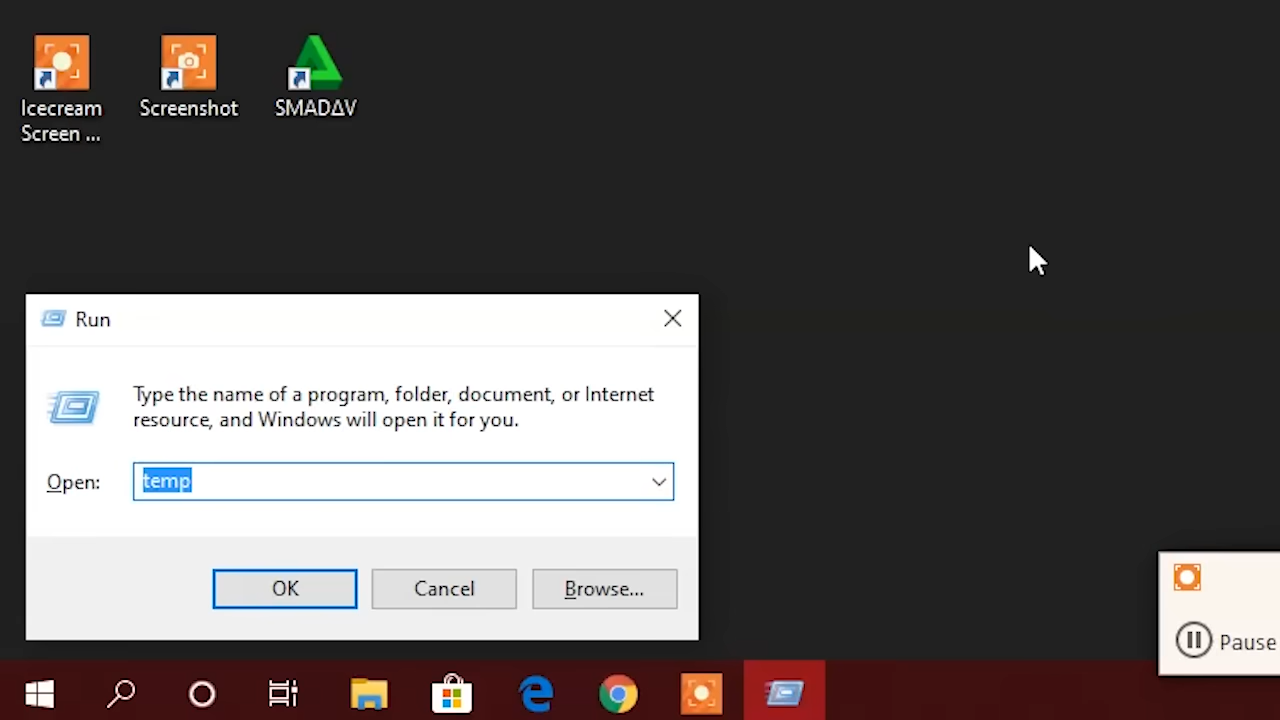 Icecream
Screen ...
Screenshot
SMADΔV
Run
Type the name of a program, folder, document, or Internet
resource, and Windows will open it for you.
Open:
temp
OK
Cancel
Browse...
Pause